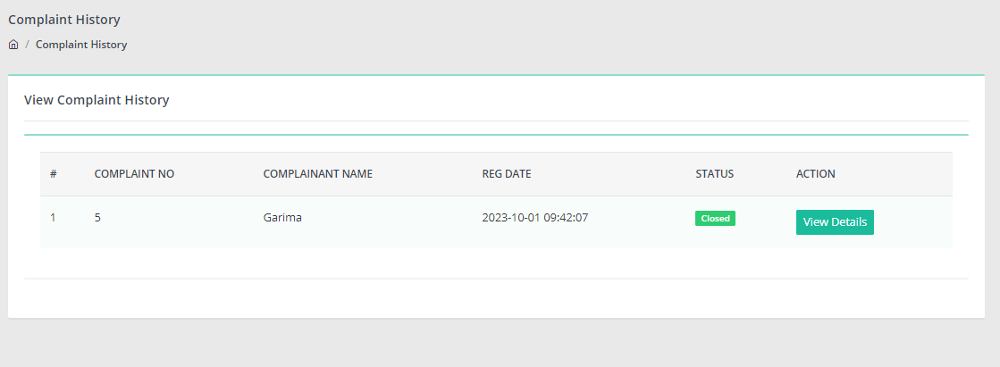 Complaint History
/ Complaint History
View Complaint History
# COMPLAINT NO COMPLAINANT NAME REG DATE STATUS ACTION
1 5 Garima 2023-10-01 09:42:07 Closed View Details